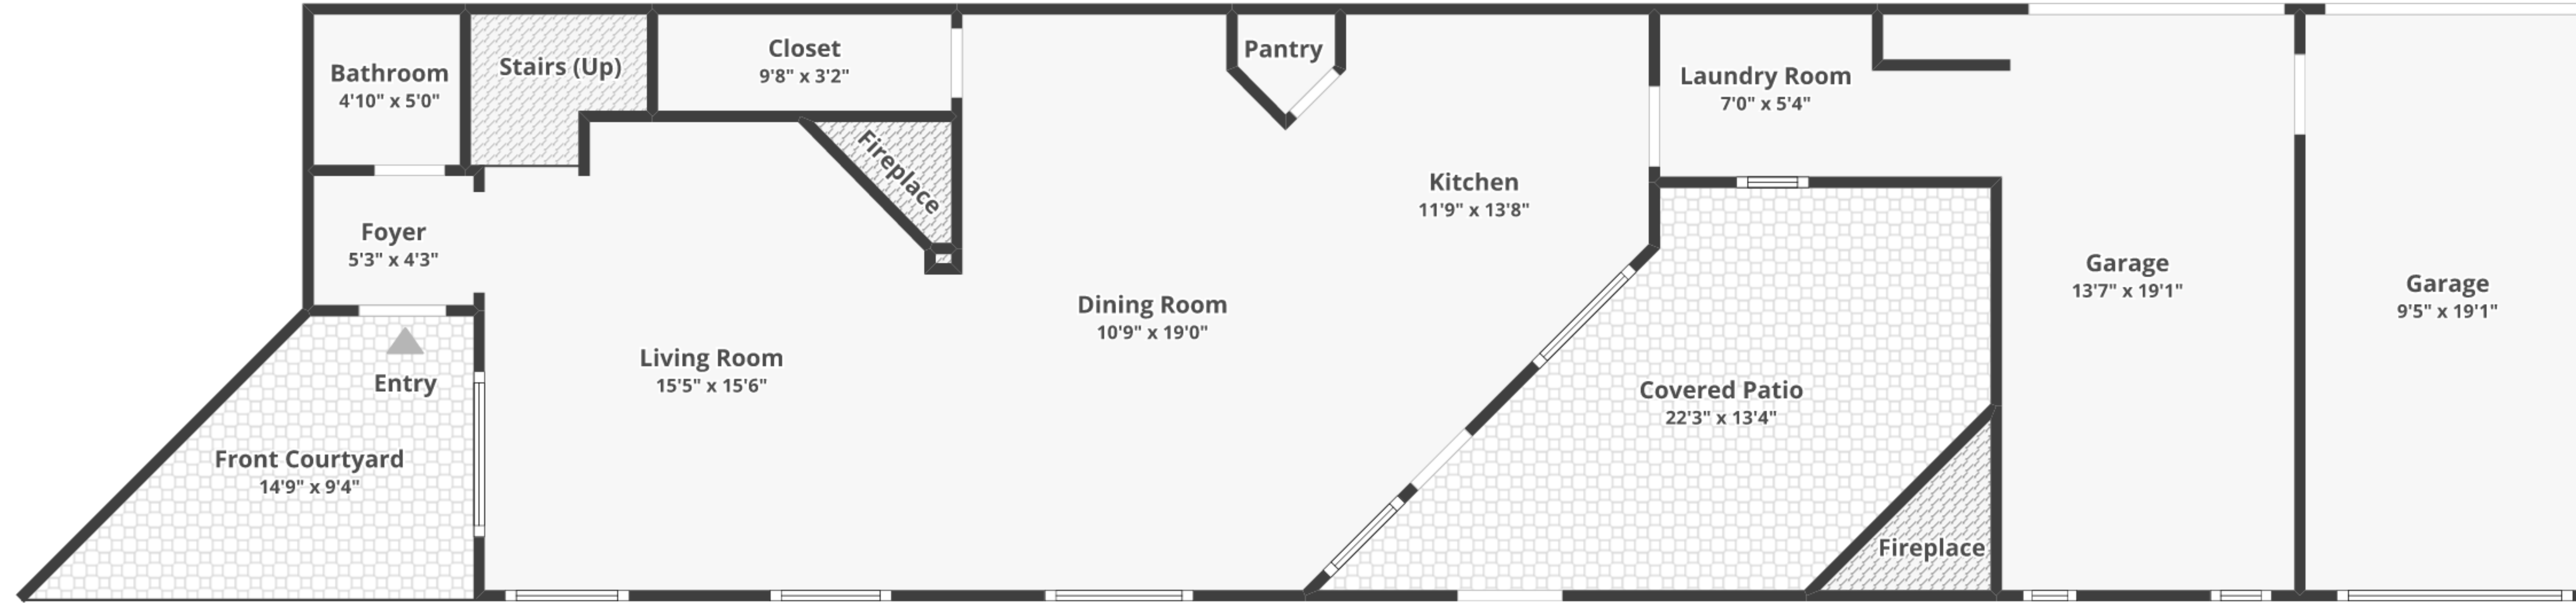 Bathroom
4'10" x 5'0"
Stairs (Up)
Closet
9'8" x 3'2"
Fireplace
Pantry
Laundry Room
7'0" x 5'4"
Kitchen
11'9" x 13'8"
Foyer
5'3" x 4'3"
Garage
13'7" x 19'1"
Garage
9'5" x 19'1"
Dining Room
10'9" x 19'0"
Living Room
15'5" x 15'6"
Entry
Covered Patio
22'3" x 13'4"
Front Courtyard
14'9" x 9'4"
Fireplace